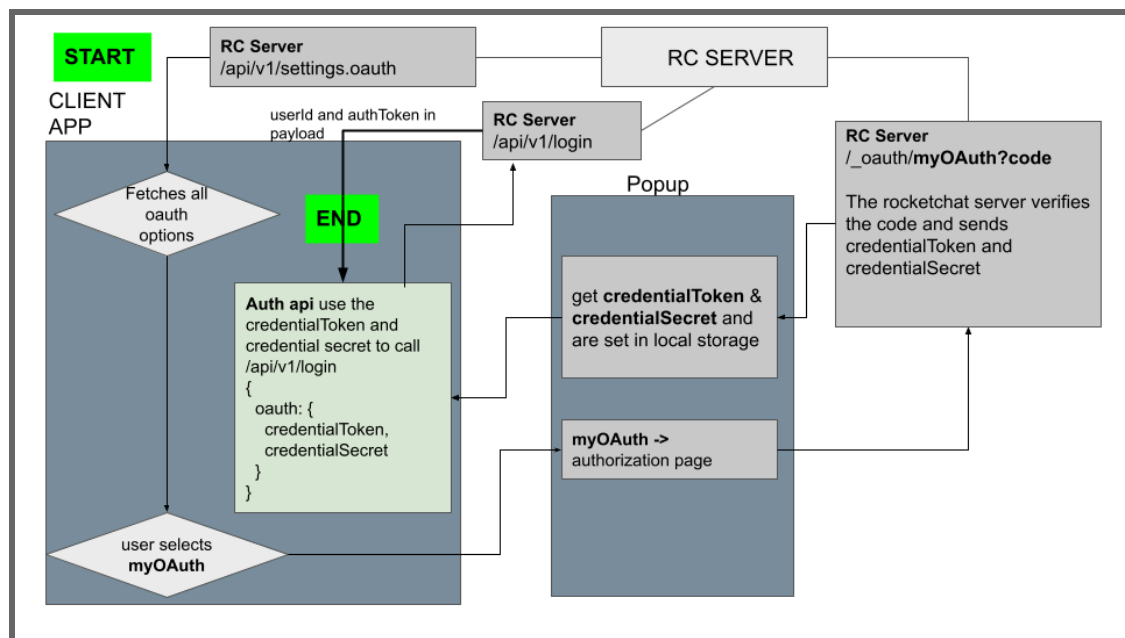 START
RC Server
/api/v1/settings.oauth
RC SERVER
CLIENT
APP
userId and authToken in
payload
RC Server
/api/v1/login
RC Server
/_oauth/myOAuth?code
The rocketchat server verifies
the code and sends
credentialToken and
credentialSecret
Fetches all
oauth
options
END
Popup
Auth api use the
credentialToken and
credential secret to call
/api/v1/login
{
oauth: {
credentialToken,
credentialSecret
}
}
get credentialToken &
credentialSecret and
are set in local storage
myOAuth ->
authorization page
user selects
myOAuth